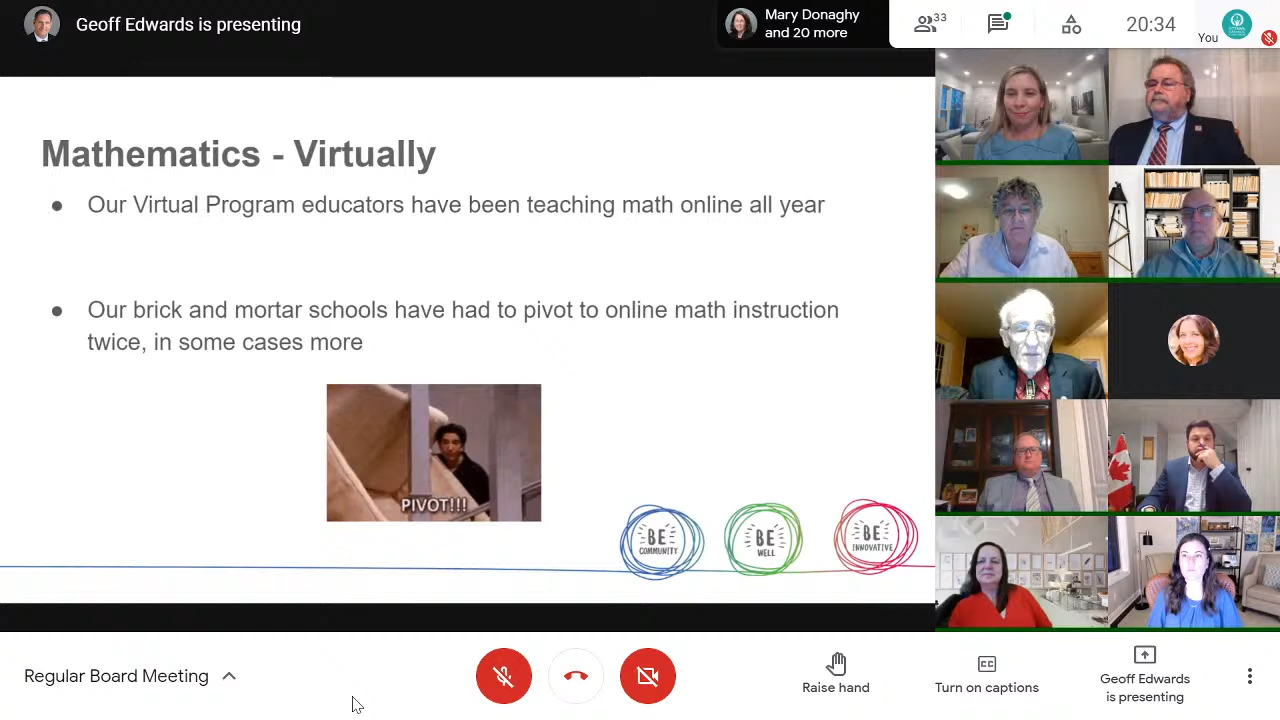 Geoff Edwards is presenting
Mary Donaghy
and 20 more
33
20:34
You
Mathematics - Virtually
● Our Virtual Program educators have been teaching math online all year
● Our brick and mortar schools have had to pivot to online math instruction
twice, in some cases more
PIVOT!!!
BE
COMMUNITY
BE
WELL
BE
INNOVATIVE
Regular Board Meeting
Raise hand
CC
Turn on captions
Geoff Edwards
is presenting